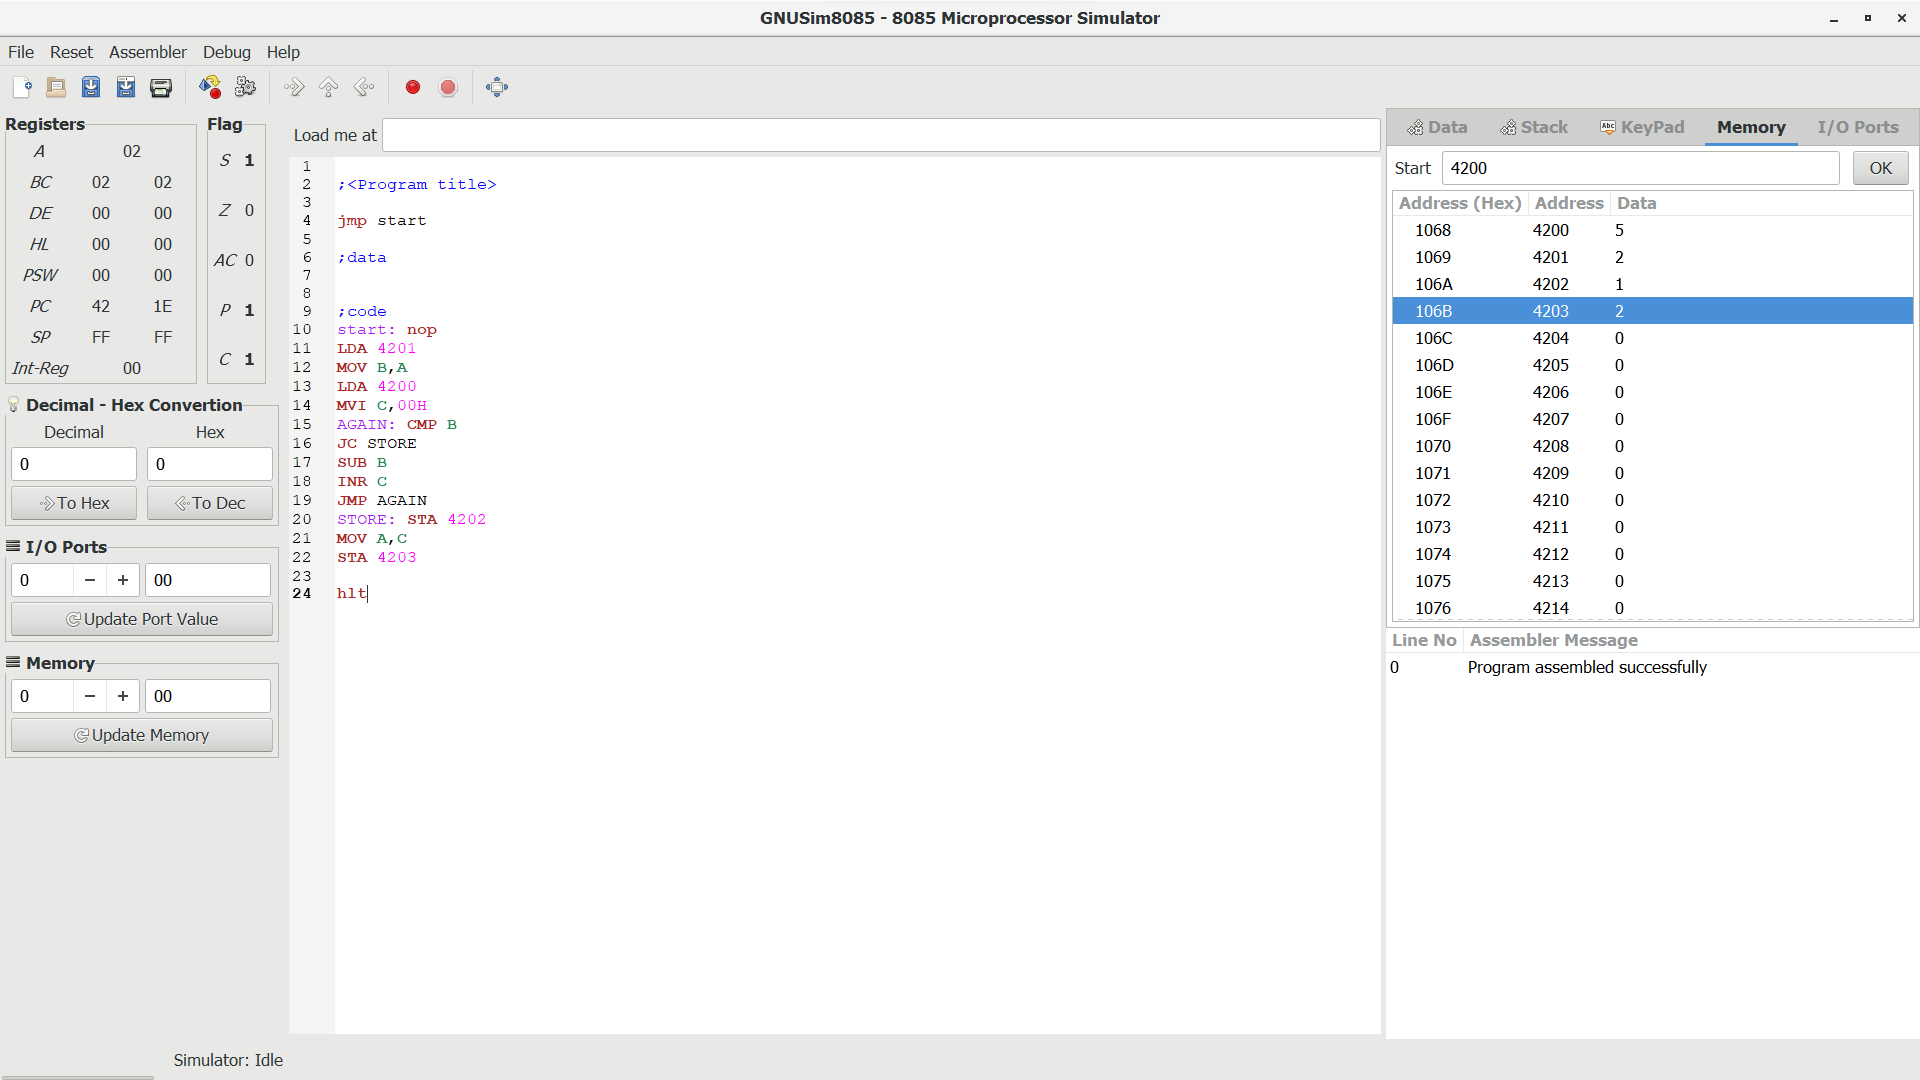 GNUSim8085 - 8085 Microprocessor Simulator
File Reset Assembler Debug Help
Registers
A 02
BC 02 02
DE 00 00
HL 00 00
PSW 00 00
PC 42 1E
SP FF FF
Int-Reg 00
Flag
S 1
Z 0
AC 0
P 1
C 1
Decimal - Hex Convertion
Decimal Hex
0 0
To Hex To Dec
I/O Ports
0 − + 00
Update Port Value
Memory
0 − + 00
Update Memory
Load me at
1
2 ;<Program title>
3
4 jmp start
5
6 ;data
7
8
9 ;code
10 start: nop
11 LDA 4201
12 MOV B,A
13 LDA 4200
14 MVI C,00H
15 AGAIN: CMP B
16 JC STORE
17 SUB B
18 INR C
19 JMP AGAIN
20 STORE: STA 4202
21 MOV A,C
22 STA 4203
23
24 hlt
Data Stack Abc KeyPad Memory I/O Ports
Start 4200 OK
Address (Hex) Address Data
1068 4200 5
1069 4201 2
106A 4202 1
106B 4203 2
106C 4204 0
106D 4205 0
106E 4206 0
106F 4207 0
1070 4208 0
1071 4209 0
1072 4210 0
1073 4211 0
1074 4212 0
1075 4213 0
1076 4214 0
Line No Assembler Message
0 Program assembled successfully
Simulator: Idle